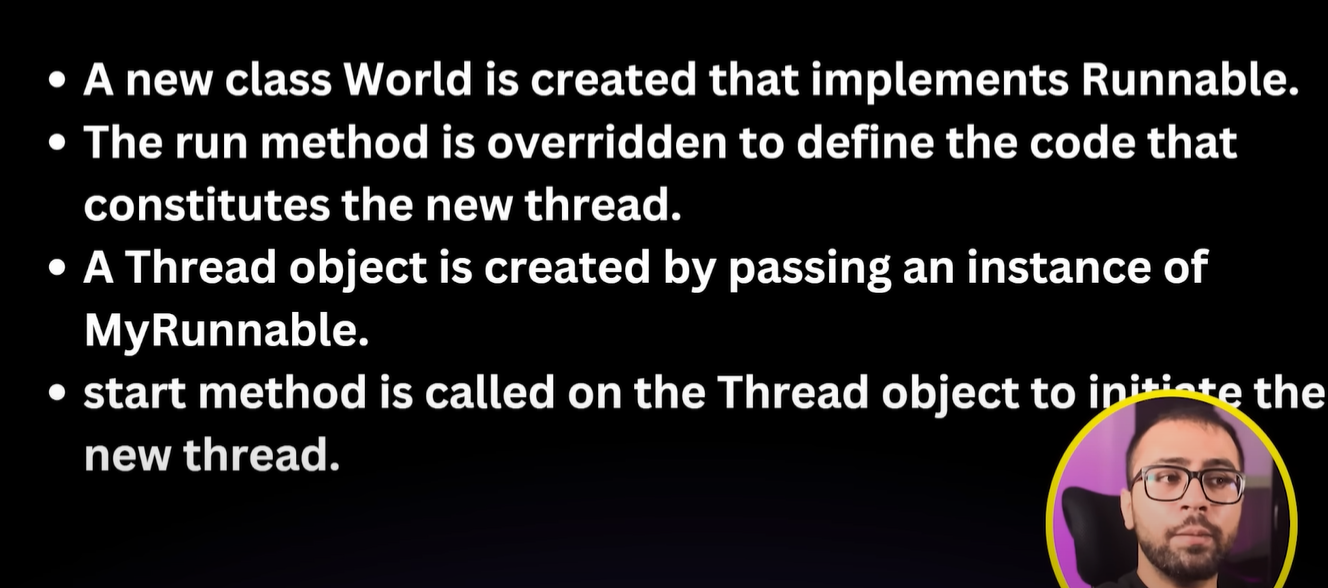 • A new class World is created that implements Runnable.
• The run method is overridden to define the code that
constitutes the new thread.
• A Thread object is created by passing an instance of
MyRunnable.
• start method is called on the Thread object to initiate the
new thread.